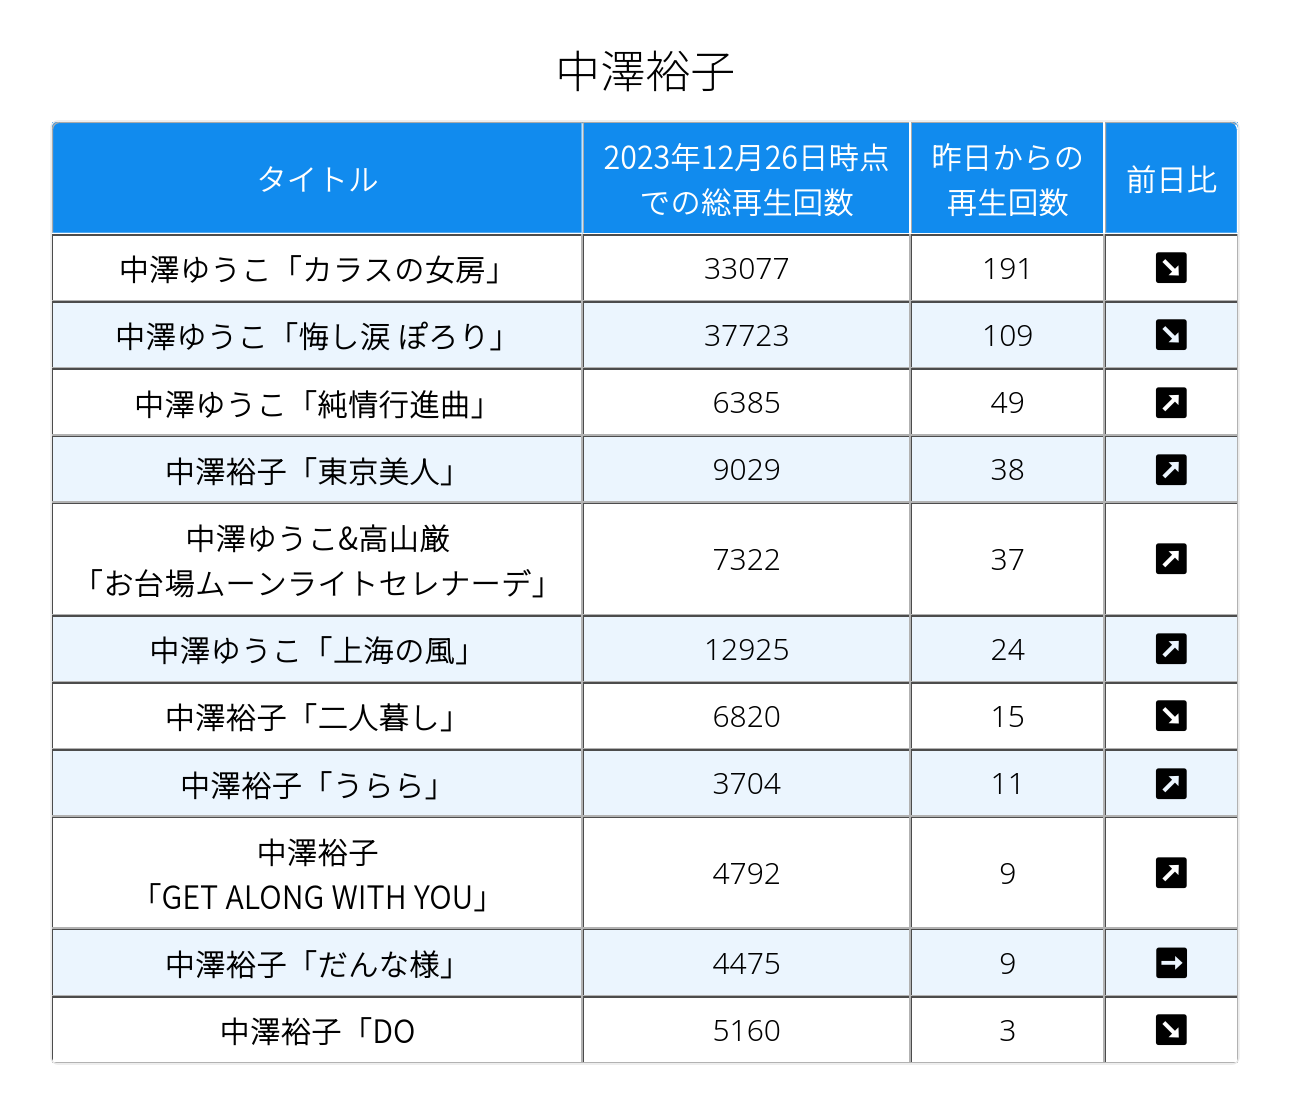 中澤裕子
タイトル
2023年12月26日時点
での総再生回数
昨日からの
再生回数
前日比
中澤ゆうこ「カラスの女房」 33077 191 ↘
中澤ゆうこ「悔し涙 ぽろり」 37723 109 ↘
中澤ゆうこ「純情行進曲」 6385 49 ↗
中澤裕子「東京美人」 9029 38 ↗
中澤ゆうこ&高山厳
「お台場ムーンライトセレナーデ」 7322 37 ↗
中澤ゆうこ「上海の風」 12925 24 ↗
中澤裕子「二人暮し」 6820 15 ↘
中澤裕子「うらら」 3704 11 ↗
中澤裕子
「GET ALONG WITH YOU」 4792 9 ↗
中澤裕子「だんな様」 4475 9 →
中澤裕子「DO 5160 3 ↘